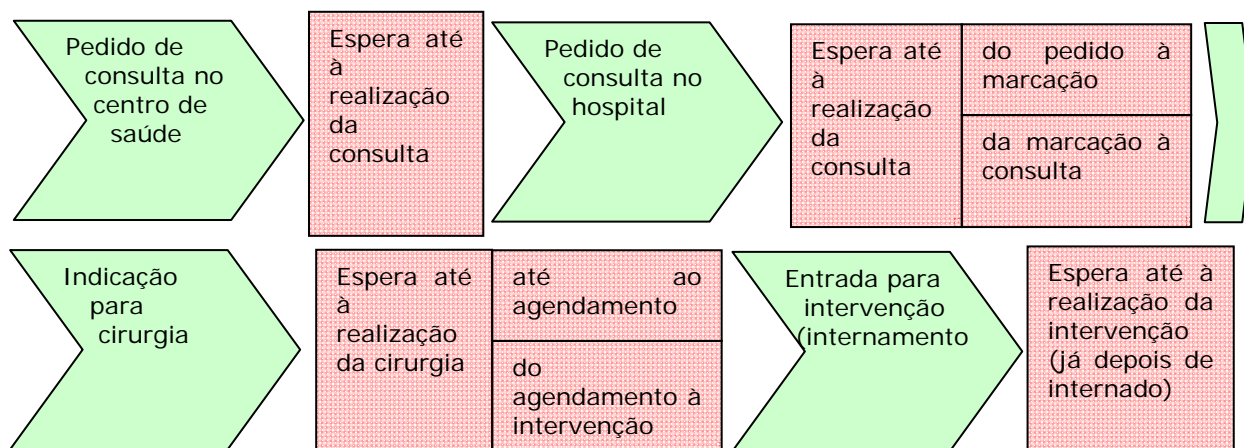 Pedido de
consulta no
centro de
saúde
Espera até
à
realização
da
consulta
Pedido de
consulta no
hospital
Espera até
à
realização
da
consulta
do pedido à
marcação
da marcação à
consulta
Indicação
para
cirurgia
Espera até
à
realização
da cirurgia
até ao
agendamento
do
agendamento à
intervenção
Entrada para
intervenção
(internamento
Espera até à
realização da
intervenção
(já depois de
internado)